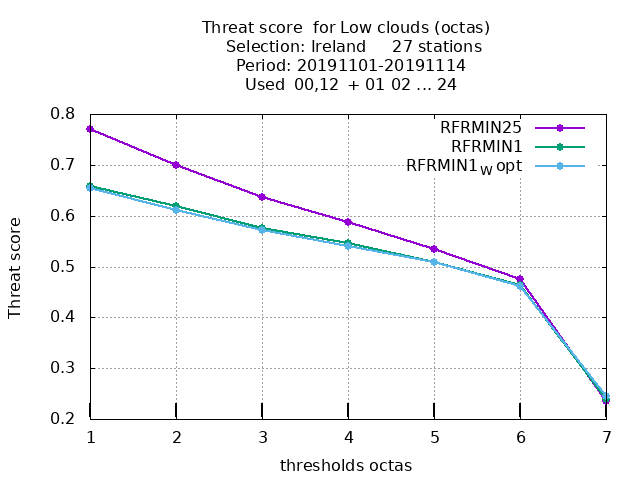 Threat score  for Low clouds (octas)
Selection: Ireland     27 stations
Period: 20191101-20191114
Used  00,12  + 01 02 ... 24
0.8
RFRMIN25
RFRMIN1
RFRMIN1W opt
0.7
0.6
0.5
0.4
0.3
0.2
Threat score
1 2 3 4 5 6 7
thresholds octas